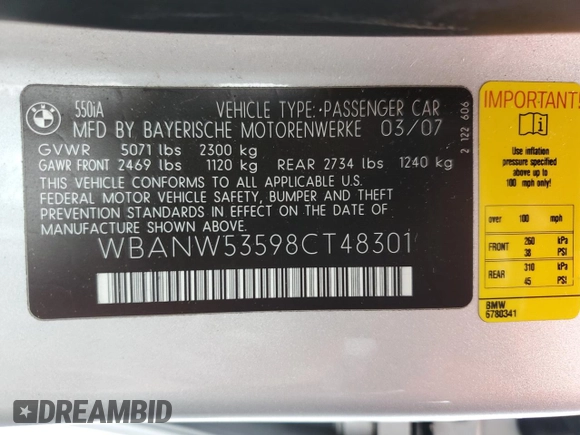 BMW
550iA
VEHICLE TYPE: PASSENGER CAR
MFD BY BAYERISCHE MOTORENWERKE 03/07
GVWR 5071 lbs 2300 kg
GAWR FRONT 2469 lbs 1120 kg REAR 2734 lbs 1240 kg
THIS VEHICLE CONFORMS TO ALL APPLICABLE U.S.
FEDERAL MOTOR VEHICLE SAFETY, BUMPER AND THEFT
PREVENTION STANDARDS IN EFFECT ON THE DATE OF
MANUFACTURE SHOWN ABOVE.
WBANW53598CT48301
2 122 606
IMPORTANT!
Use inflation
pressure specified
above up to
100 mph only!
over 100 mph
FRONT 260 kPa
38 PSI
REAR 310 kPa
45 PSI
BMW
6780341
DREAMBID